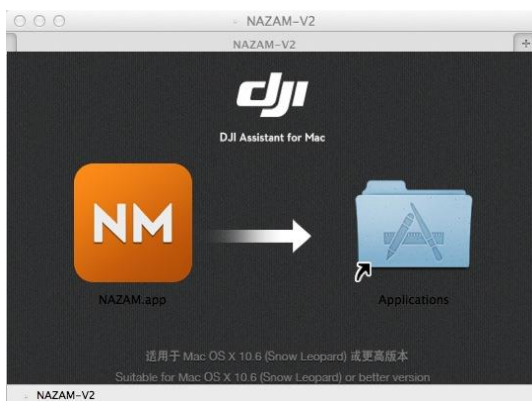 NAZAM-V2
NAZAM-V2
dji
DJI Assistant for Mac
NM
NAZAM.app
Applications
适用于 Mac OS X 10.6 (Snow Leopard) 或更高版本
Suitable for Mac OS X 10.6 (Snow Leopard) or better version
NAZAM-V2